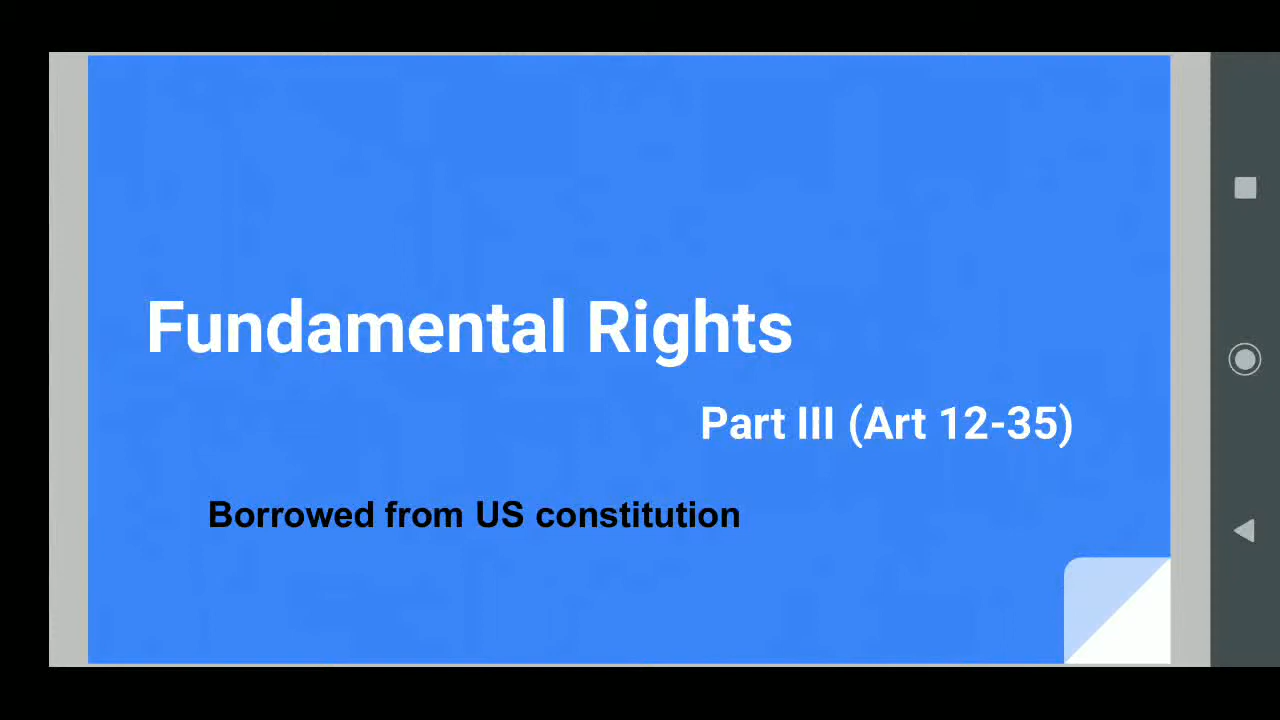 Fundamental Rights
Part III (Art 12-35)
Borrowed from US constitution